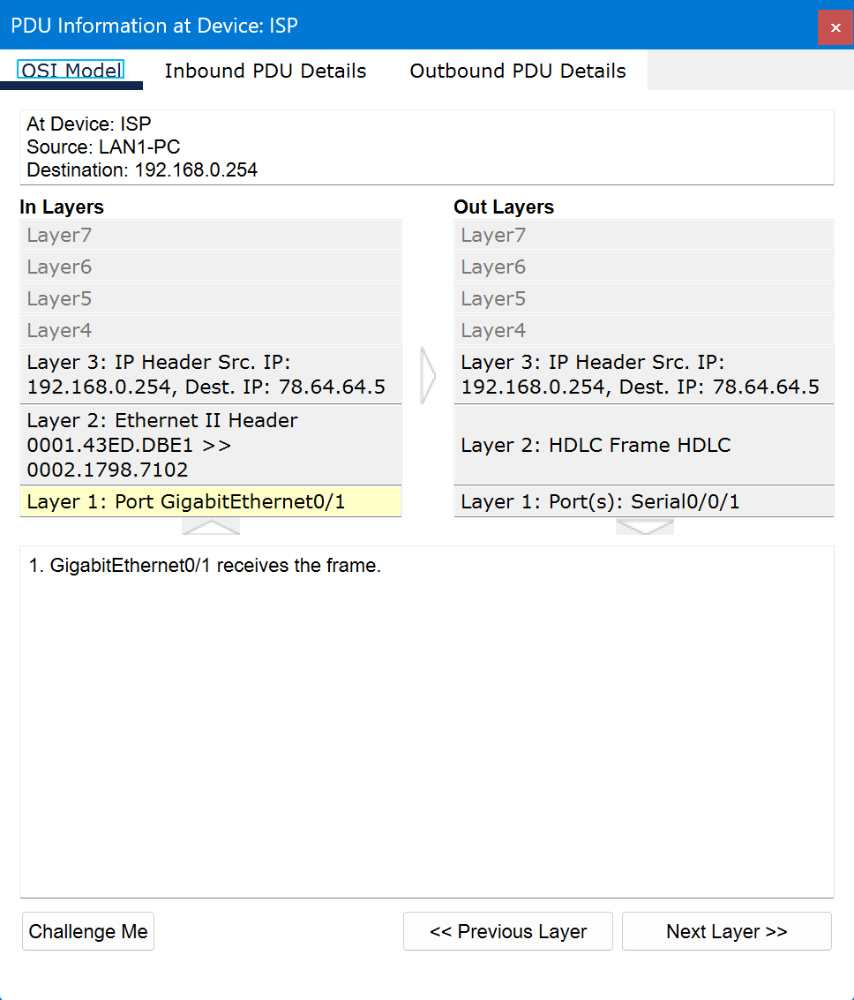 PDU Information at Device: ISP
×
OSI Model
Inbound PDU Details
Outbound PDU Details
At Device: ISP
Source: LAN1-PC
Destination: 192.168.0.254
In Layers
Layer7
Layer6
Layer5
Layer4
Layer 3: IP Header Src. IP:
192.168.0.254, Dest. IP: 78.64.64.5
Layer 2: Ethernet II Header
0001.43ED.DBE1 >>
0002.1798.7102
Layer 1: Port GigabitEthernet0/1
Out Layers
Layer7
Layer6
Layer5
Layer4
Layer 3: IP Header Src. IP:
192.168.0.254, Dest. IP: 78.64.64.5
Layer 2: HDLC Frame HDLC
Layer 1: Port(s): Serial0/0/1
1. GigabitEthernet0/1 receives the frame.
Challenge Me
<< Previous Layer
Next Layer >>